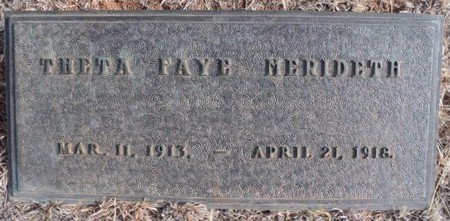 THETA FAYE MERIDETH
MAR. 11, 1913. — APRIL 21, 1916.